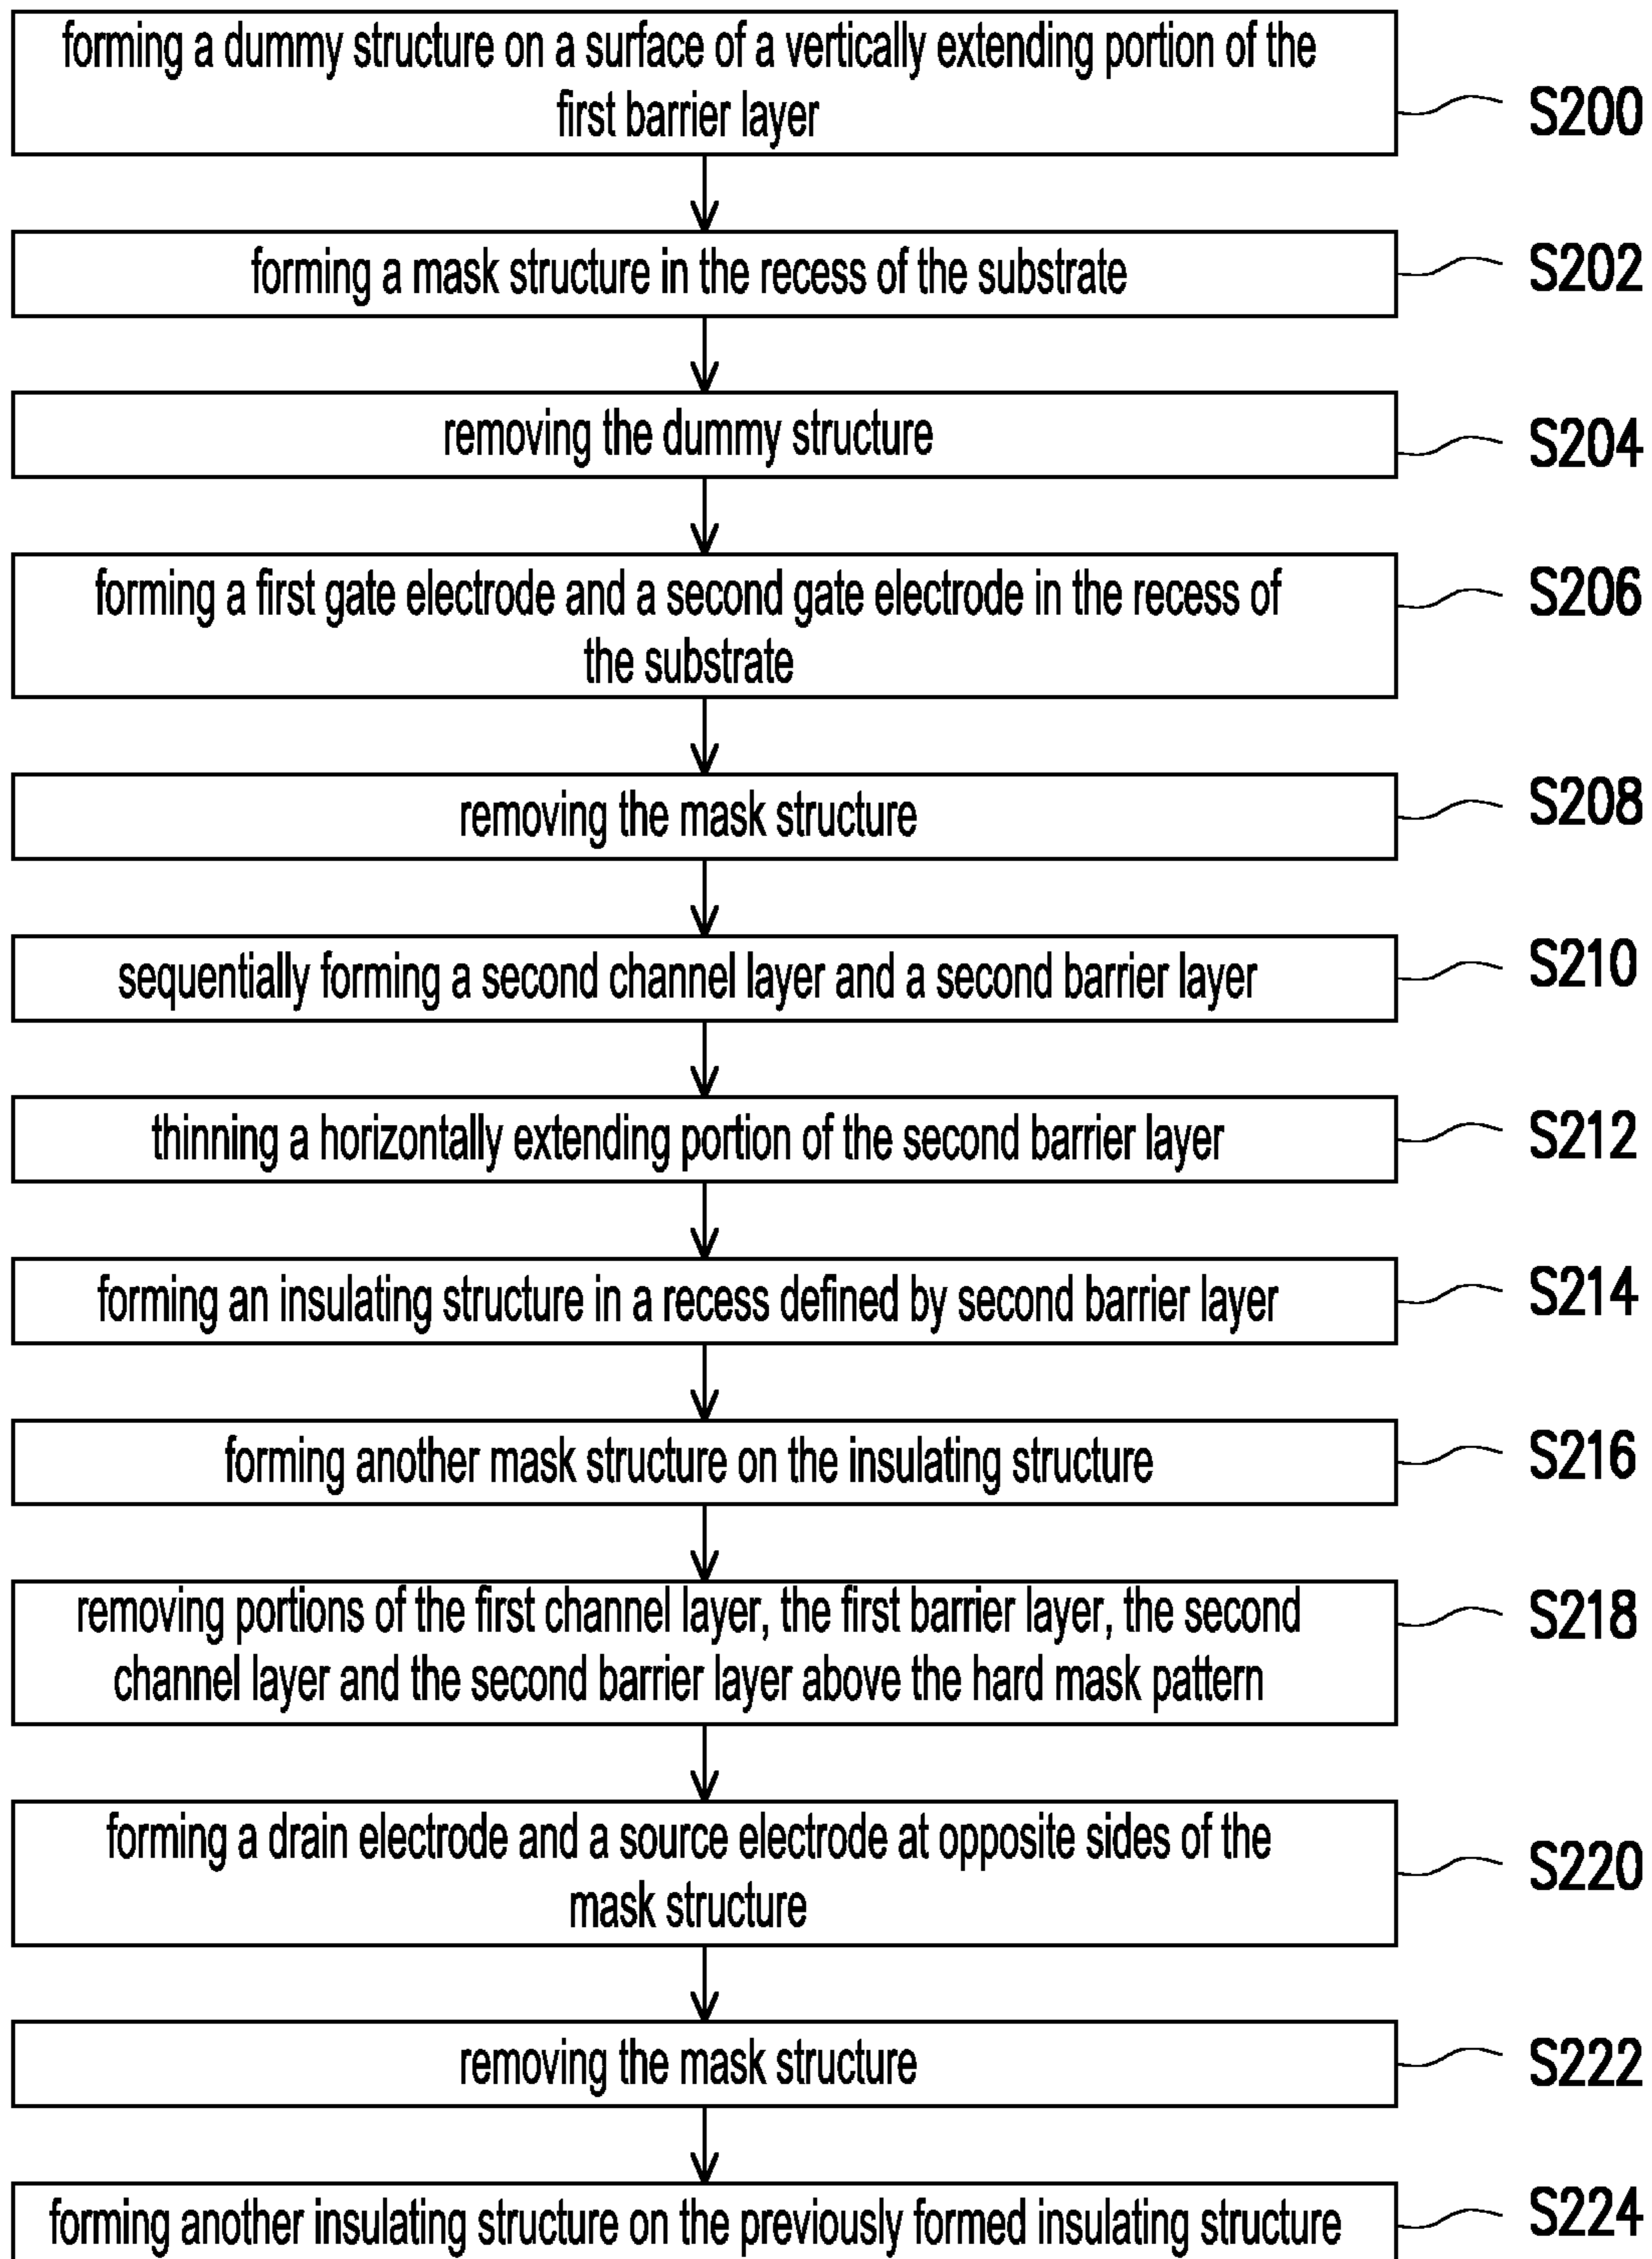 forming a dummy structure on a surface of a vertically extending portion of the
first barrier layer
S200
forming a mask structure in the recess of the substrate
S202
removing the dummy structure
S204
forming a first gate electrode and a second gate electrode in the recess of
the substrate
S206
removing the mask structure
S208
sequentially forming a second channel layer and a second barrier layer
S210
thinning a horizontally extending portion of the second barrier layer
S212
forming an insulating structure in a recess defined by second barrier layer
S214
forming another mask structure on the insulating structure
S216
removing portions of the first channel layer, the first barrier layer, the second
channel layer and the second barrier layer above the hard mask pattern
S218
forming a drain electrode and a source electrode at opposite sides of the
mask structure
S220
removing the mask structure
S222
forming another insulating structure on the previously formed insulating structure
S224